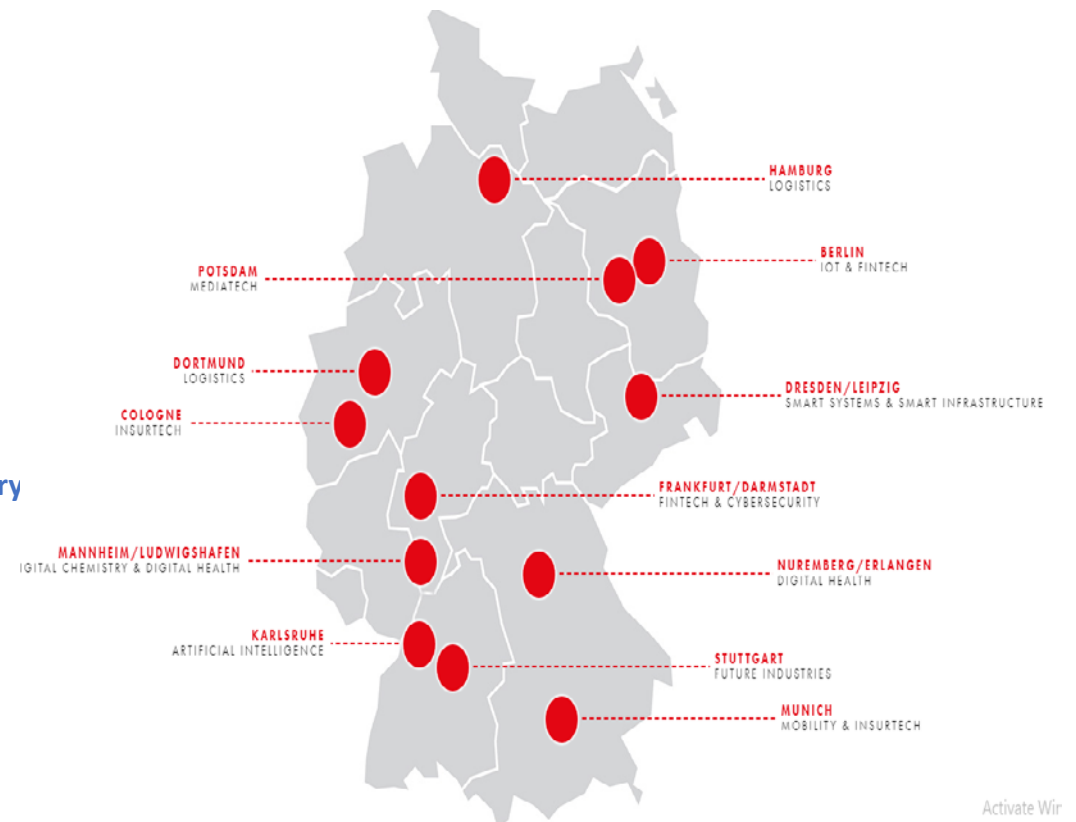 HAMBURG
LOGISTICS
BERLIN
IOT & FINTECH
POTSDAM
MEDIATECH
DORTMUND
LOGISTICS
DRESDEN/LEIPZIG
SMART SYSTEMS & SMART INFRASTRUCTURE
COLOGNE
INSURTECH
ry
FRANKFURT/DARMSTADT
FINTECH & CYBERSECURITY
MANNHEIM/LUDWIGSHAFEN
IGITAL CHEMISTRY & DIGITAL HEALTH
NUREMBERG/ERLANGEN
DIGITAL HEALTH
KARLSRUHE
ARTIFICIAL INTELLIGENCE
STUTTGART
FUTURE INDUSTRIES
MUNICH
MOBILITY & INSURTECH
Activate Wir